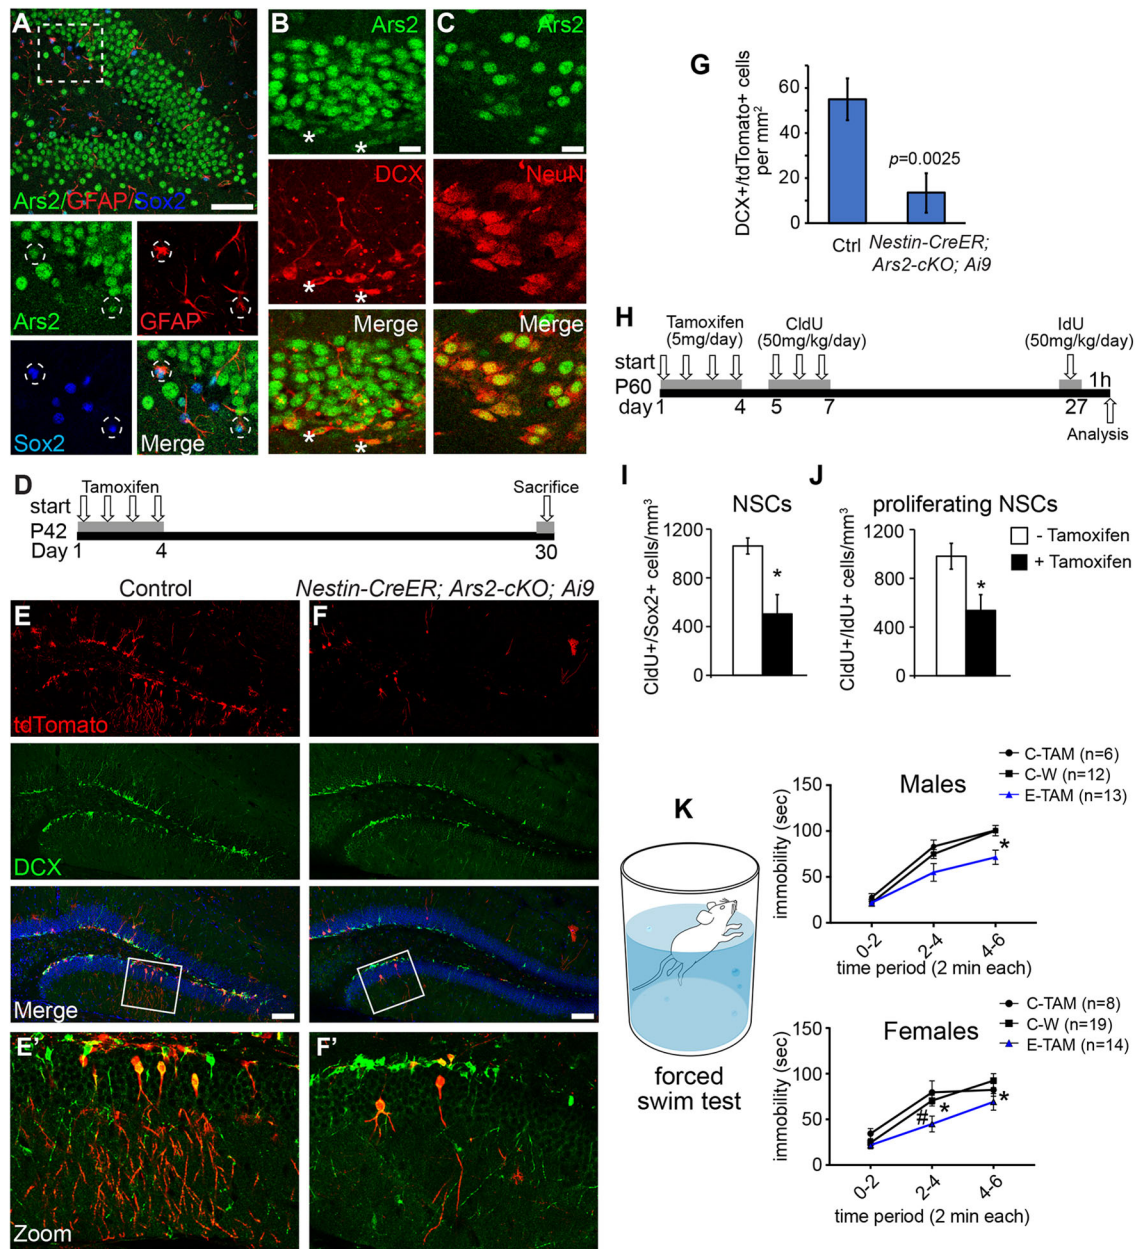 A
Ars2/GFAP/Sox2
Ars2
GFAP
Sox2
Merge
B
Ars2
*
*
DCX
*
*
Merge
*
*
C
Ars2
NeuN
Merge
D
Tamoxifen
Sacrifice
start
P42
Day 1
4
30
Control
Nestin-CreER; Ars2-cKO; Ai9
E
F
tdTomato
DCX
Merge
E'
F'
Zoom
G
DCX+/tdTomato+ cells
per mm²
60
40
20
0
p=0.0025
Ctrl
Nestin-CreER;
Ars2-cKO; Ai9
H
Tamoxifen
(5mg/day)
CldU
(50mg/kg/day)
IdU
(50mg/kg/day)
start
P60
day
1
4
5
7
27
1h
Analysis
I
NSCs
CldU+/Sox2+ cells/mm³
1200
800
400
0
*
J
proliferating NSCs
CldU+/IdU+ cells/mm³
1200
800
400
0
*
- Tamoxifen
+ Tamoxifen
K
forced
swim test
C-TAM (n=6)
C-W (n=12)
E-TAM (n=13)
Males
immobility (sec)
150
100
50
0
*
0-2
2-4
4-6
time period (2 min each)
C-TAM (n=8)
C-W (n=19)
E-TAM (n=14)
Females
immobility (sec)
150
100
50
0
#
*
*
0-2
2-4
4-6
time period (2 min each)